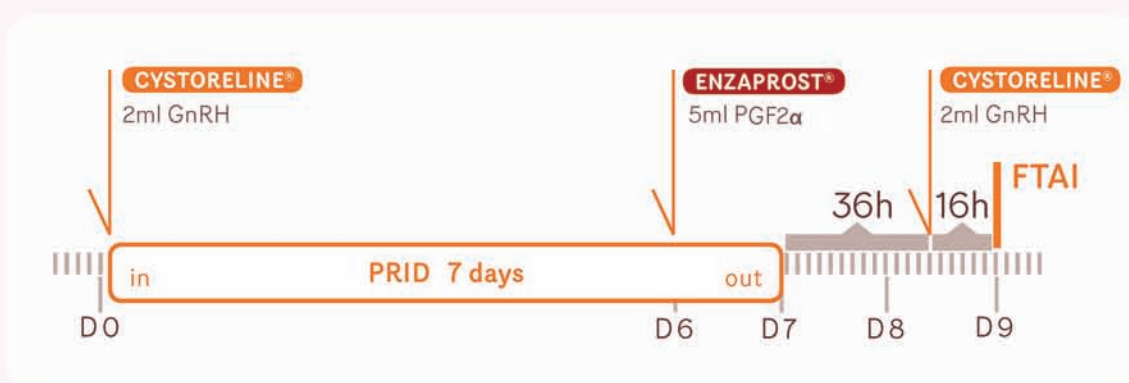 CYSTORELINE®
2ml GnRH
ENZAPROST®
5ml PGF2α
CYSTORELINE®
2ml GnRH
FTAI
36h
16h
in
PRID 7 days
out
D0
D6
D7
D8
D9